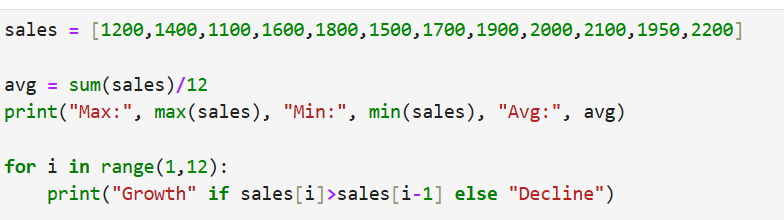 sales = [1200,1400,1100,1600,1800,1500,1700,1900,2000,2100,1950,2200]
avg = sum(sales)/12
print("Max:", max(sales), "Min:", min(sales), "Avg:", avg)
for i in range(1,12):
    print("Growth" if sales[i]>sales[i-1] else "Decline")